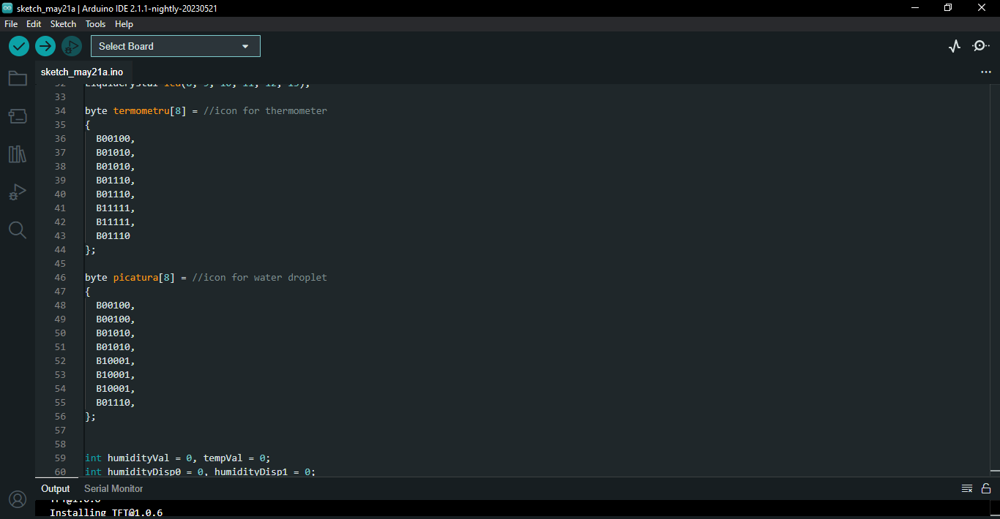 sketch_may21a | Arduino IDE 2.1.1-nightly-20230521
File Edit Sketch Tools Help
Select Board
sketch_may21a.ino
32 LiquidCrystal lcd(8, 9, 10, 11, 12, 13);
33
34 byte termometru[8] = //icon for thermometer
35 {
36 B00100,
37 B01010,
38 B01010,
39 B01110,
40 B01110,
41 B11111,
42 B11111,
43 B01110
44 };
45
46 byte picatura[8] = //icon for water droplet
47 {
48 B00100,
49 B00100,
50 B01010,
51 B01010,
52 B10001,
53 B10001,
54 B10001,
55 B01110,
56 };
57
58
59 int humidityVal = 0, tempVal = 0;
60 int humidityDisp0 = 0, humidityDisp1 = 0;
Output Serial Monitor
TFT@1.0.6
Installing TFT@1.0.6